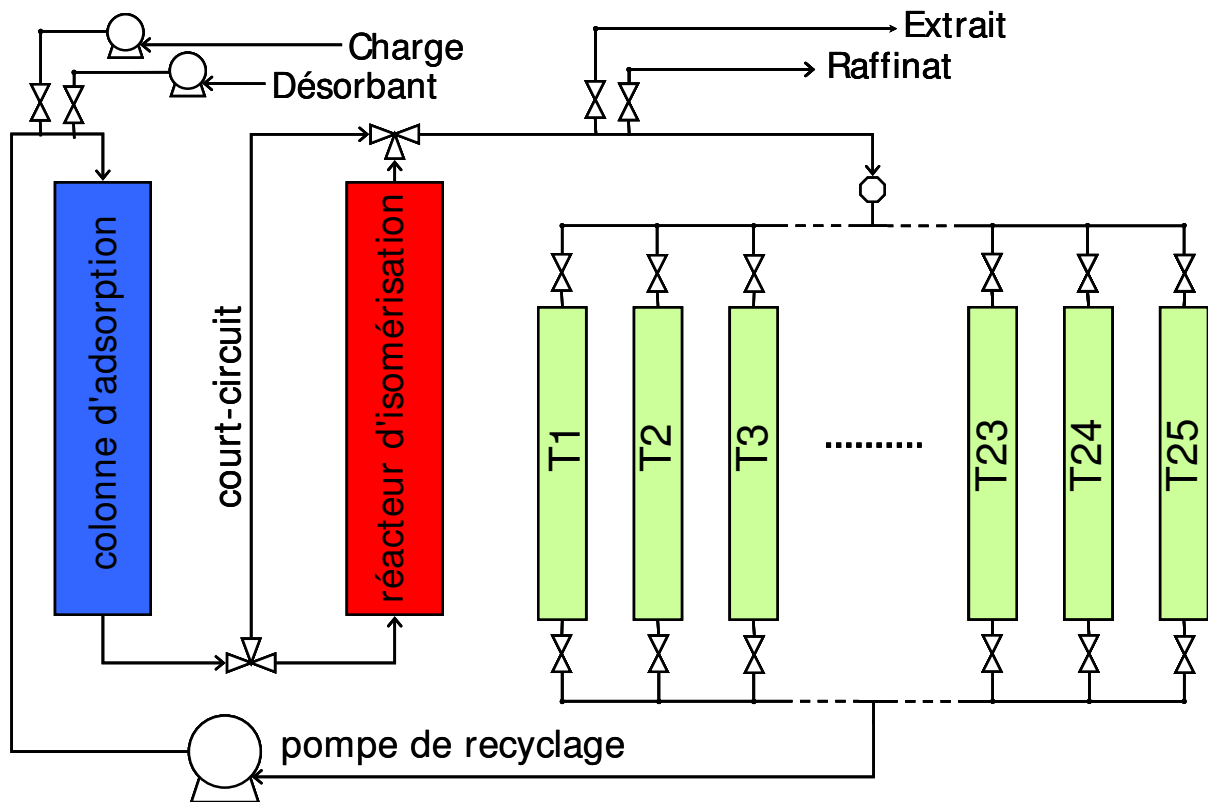 Extrait
Charge
Raffinat
Désorbant
colonne d'adsorption
court-circuit
réacteur d'isomérisation
T1
T2
T3
T23
T24
T25
pompe de recyclage